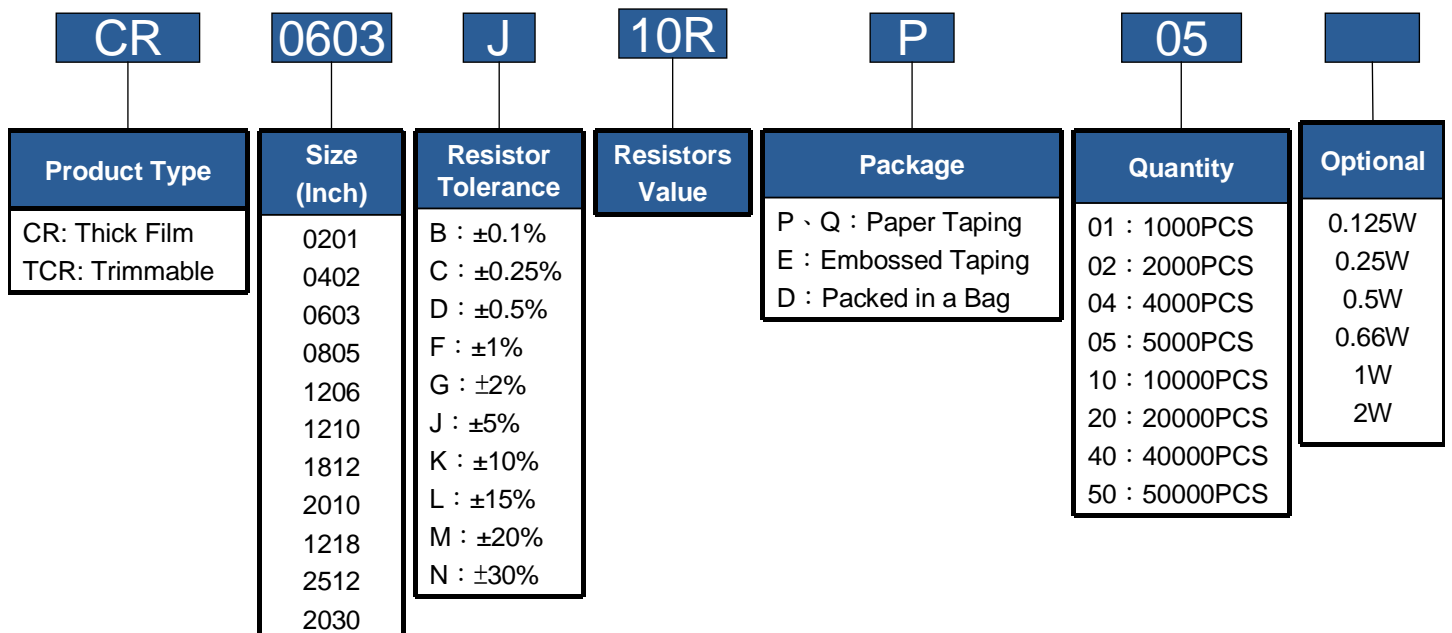 CR 0603 J 10R P 05
Product Type
CR: Thick Film
TCR: Trimmable
Size
(Inch)
0201
0402
0603
0805
1206
1210
1812
2010
1218
2512
2030
Resistor
Tolerance
B：±0.1%
C：±0.25%
D：±0.5%
F：±1%
G：±2%
J：±5%
K：±10%
L：±15%
M：±20%
N：±30%
Resistors
Value
Package
P、Q：Paper Taping
E：Embossed Taping
D：Packed in a Bag
Quantity
01：1000PCS
02：2000PCS
04：4000PCS
05：5000PCS
10：10000PCS
20：20000PCS
40：40000PCS
50：50000PCS
Optional
0.125W
0.25W
0.5W
0.66W
1W
2W